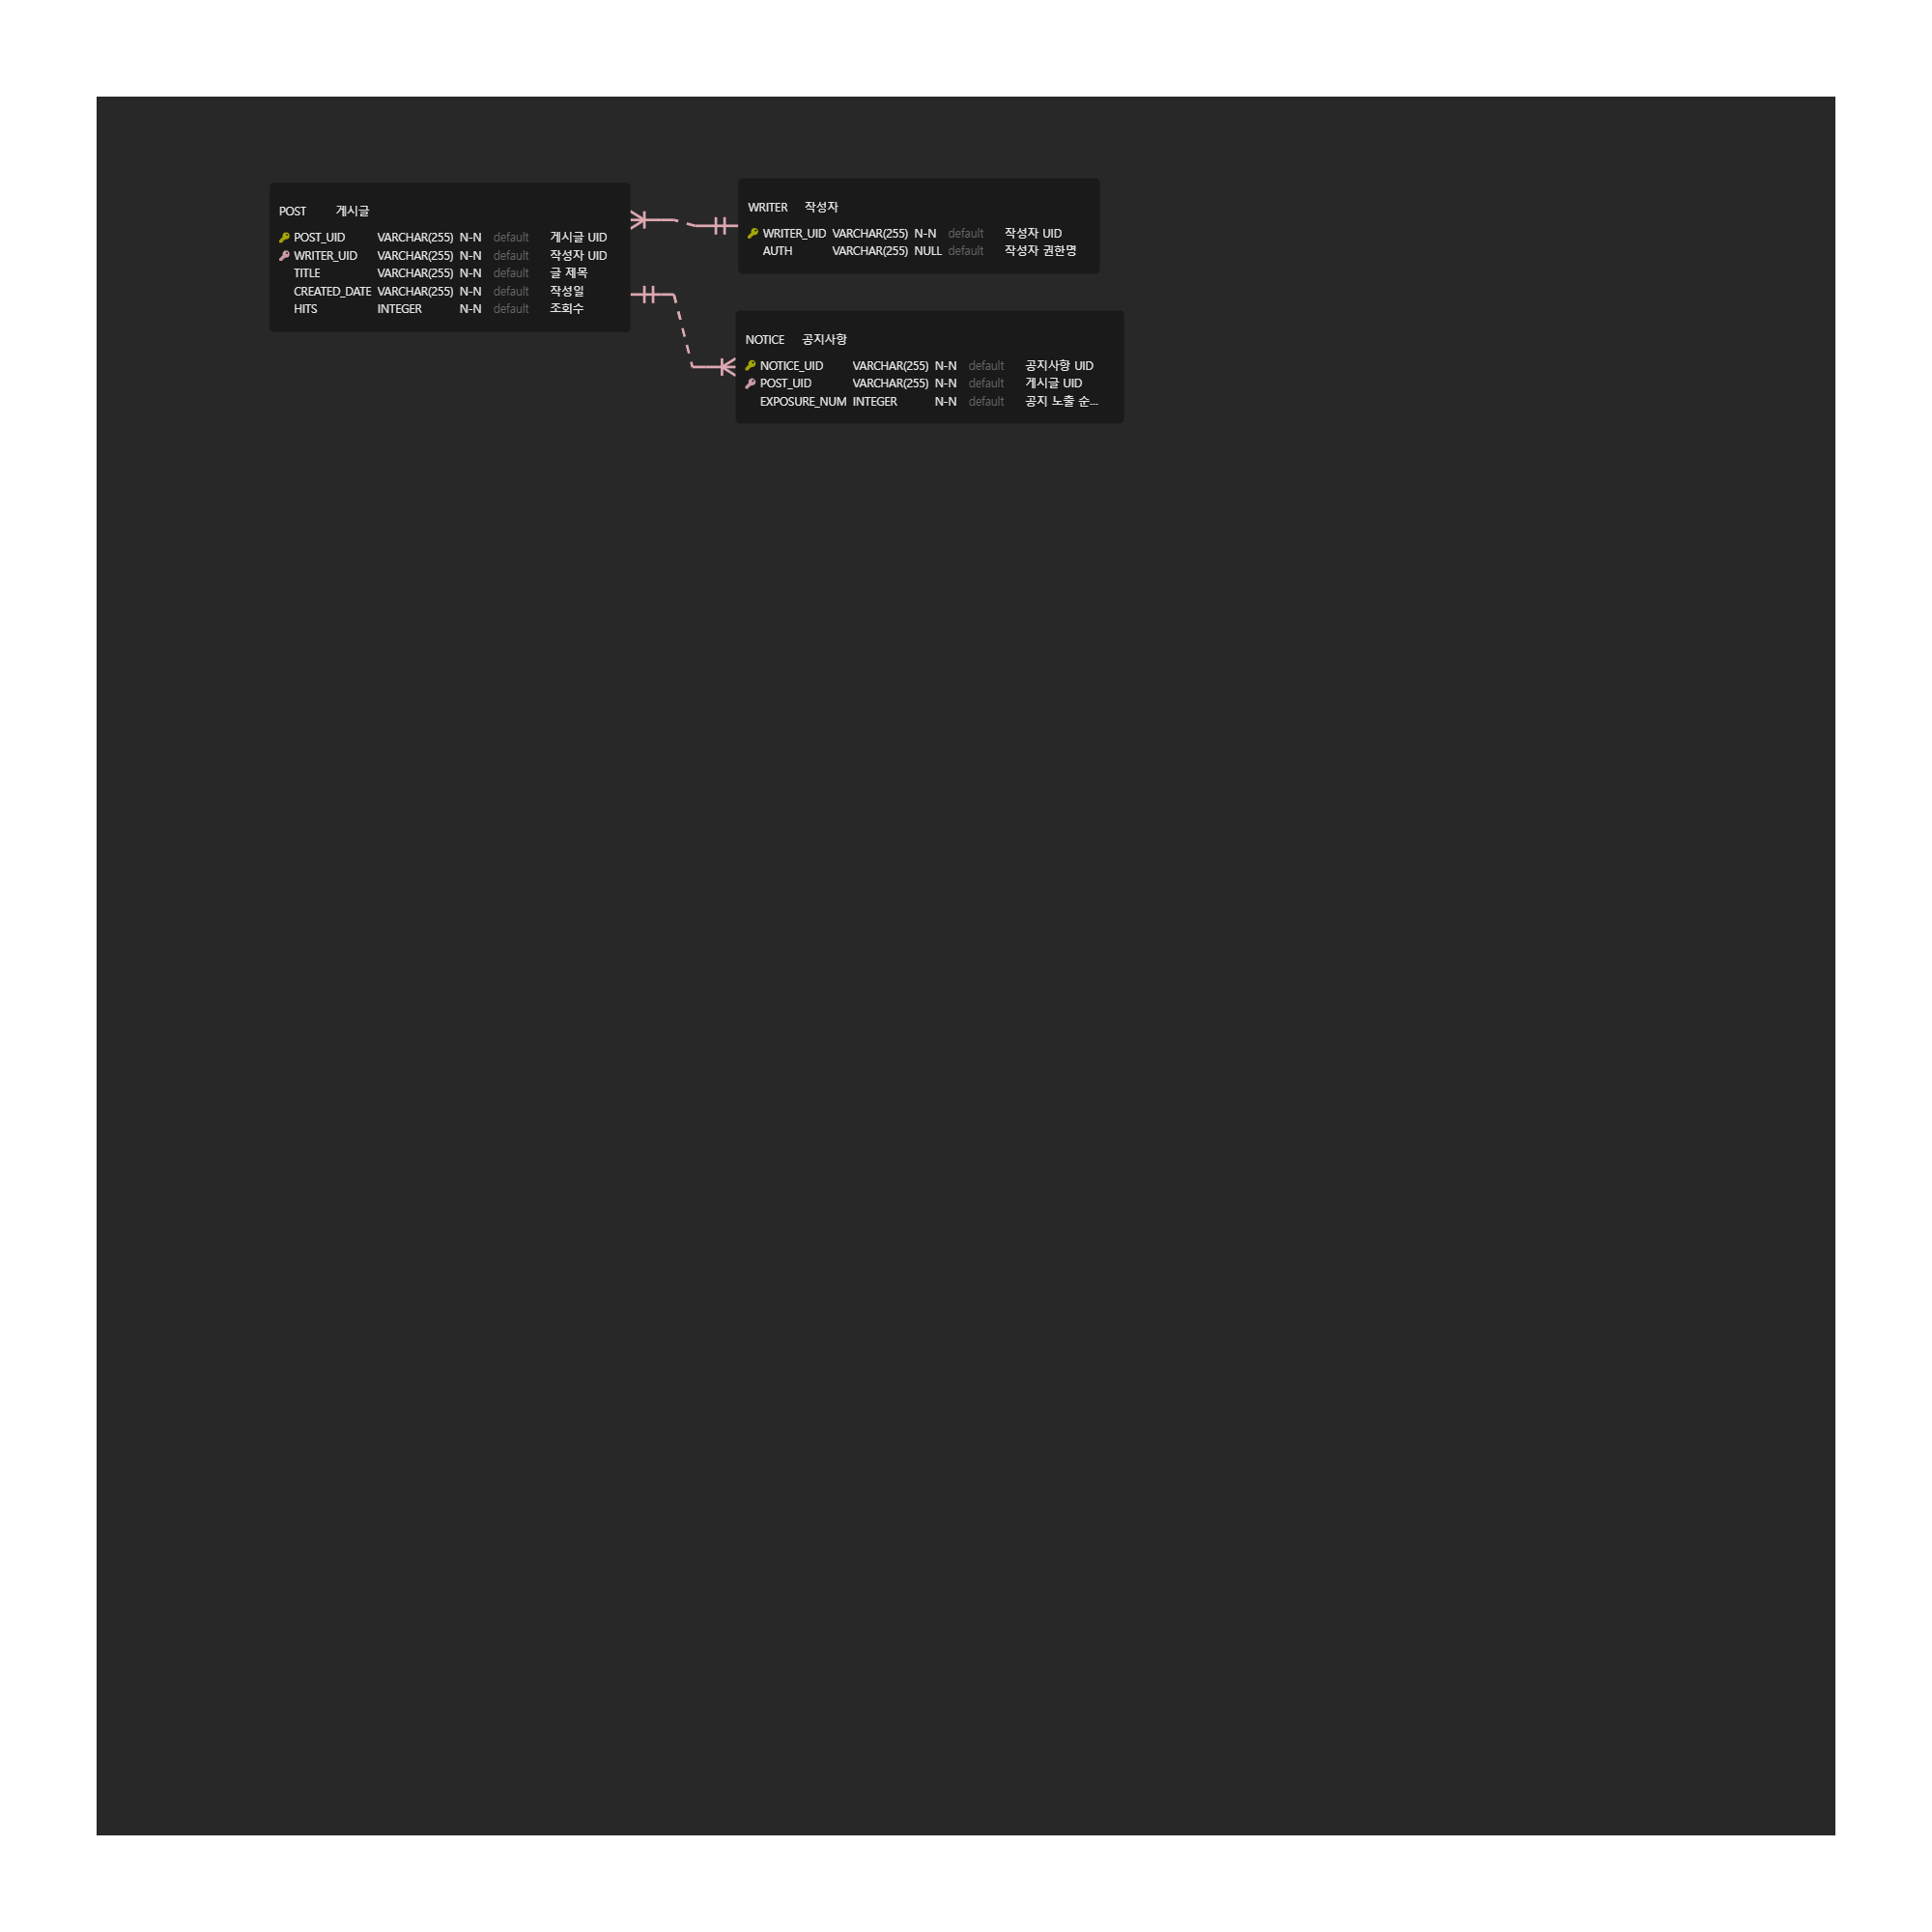 POST 게시글
POST_UID VARCHAR(255) N-N default 게시글 UID
WRITER_UID VARCHAR(255) N-N default 작성자 UID
TITLE VARCHAR(255) N-N default 글 제목
CREATED_DATE VARCHAR(255) N-N default 작성일
HITS INTEGER N-N default 조회수
WRITER 작성자
WRITER_UID VARCHAR(255) N-N default 작성자 UID
AUTH VARCHAR(255) NULL default 작성자 권한명
NOTICE 공지사항
NOTICE_UID VARCHAR(255) N-N default 공지사항 UID
POST_UID VARCHAR(255) N-N default 게시글 UID
EXPOSURE_NUM INTEGER N-N default 공지 노출 순...